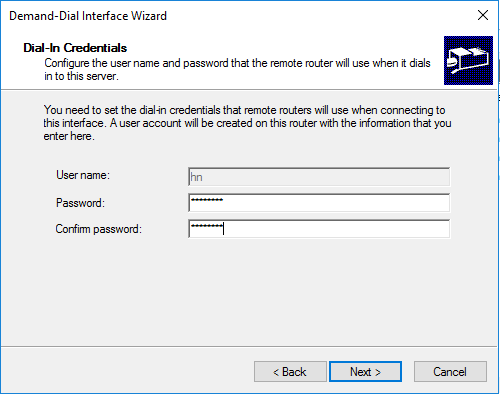 Demand-Dial Interface Wizard
Dial-In Credentials
Configure the user name and password that the remote router will use when it dials
in to this server.
You need to set the dial-in credentials that remote routers will use when connecting to
this interface. A user account will be created on this router with the information that you
enter here.
User name:
hn
Password:
********
Confirm password:
********
< Back
Next >
Cancel